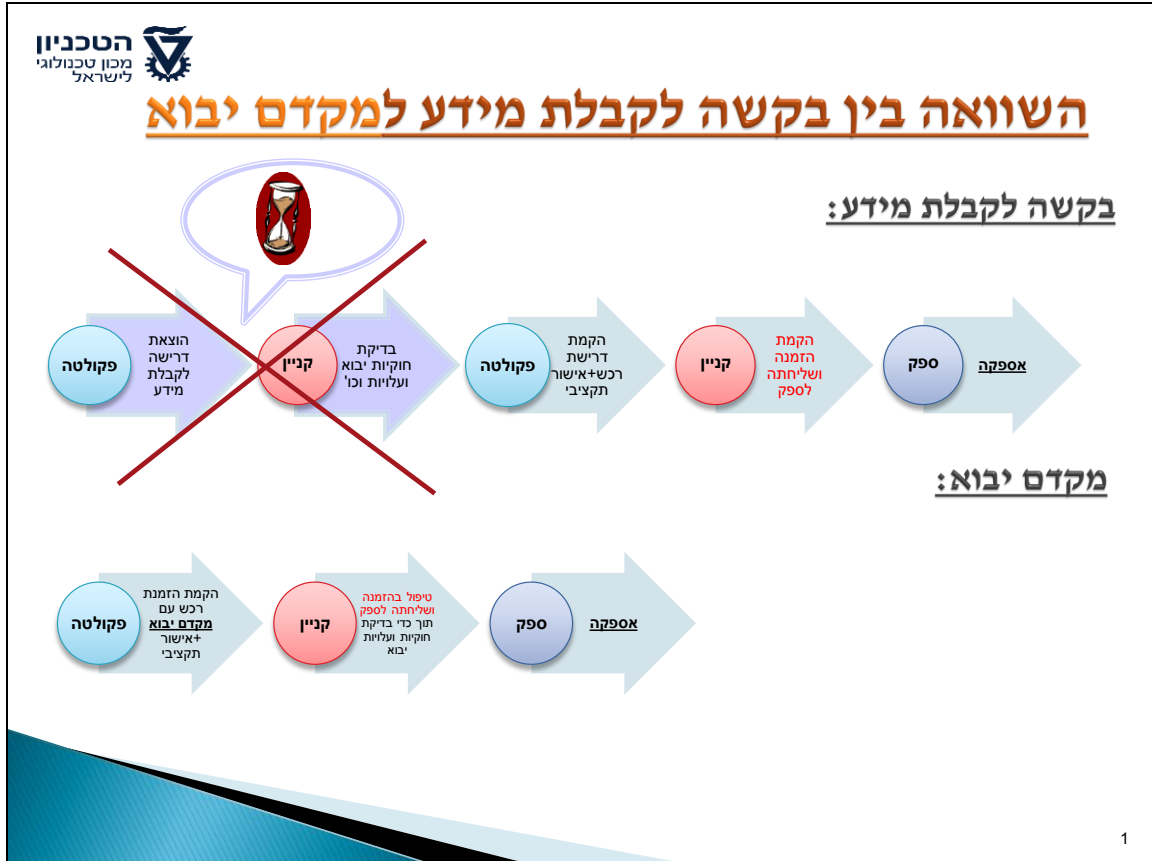 הטכניון
מכון טכנולוגי
לישראל
השוואה בין בקשה לקבלת מידע למקדם יבוא
בקשה לקבלת מידע:
פקולטה
הוצאת
דרישה
לקבלת
מידע
קניין
בדיקת
חוקיות יבוא
ועלויות וכו'
פקולטה
הקמת
דרישת
רכש+אישור
תקציבי
קניין
הקמת
הזמנה
ושליחתה
לספק
ספק
אספקה
מקדם יבוא:
פקולטה
הקמת הזמנת
רכש עם
מקדם יבוא
+אישור
תקציבי
קניין
טיפול בהזמנה
ושליחתה לספק
תוך כדי בדיקת
חוקיות ועלויות
יבוא
ספק
אספקה
1